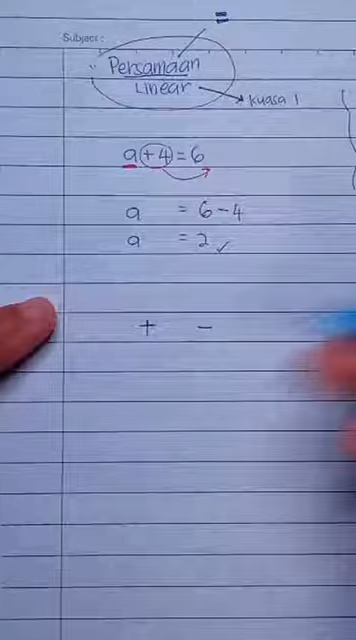 =
Subject:
Persamaan
Linear
kuasa 1
a + 4 = 6
a = 6 - 4
a = 2 ✓
+ -